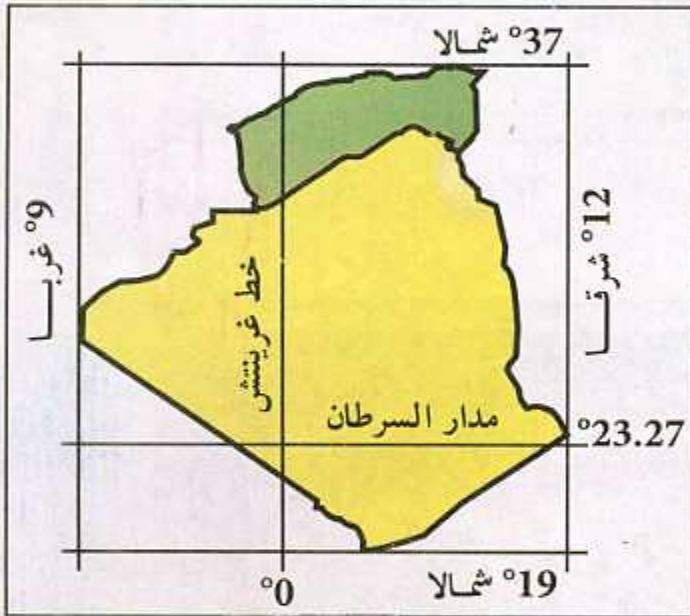 °37 شمالا
°9 غربا
°12 شرقا
خط غرينتش
مدار السرطان
°23.27
°0
°19 شمالا